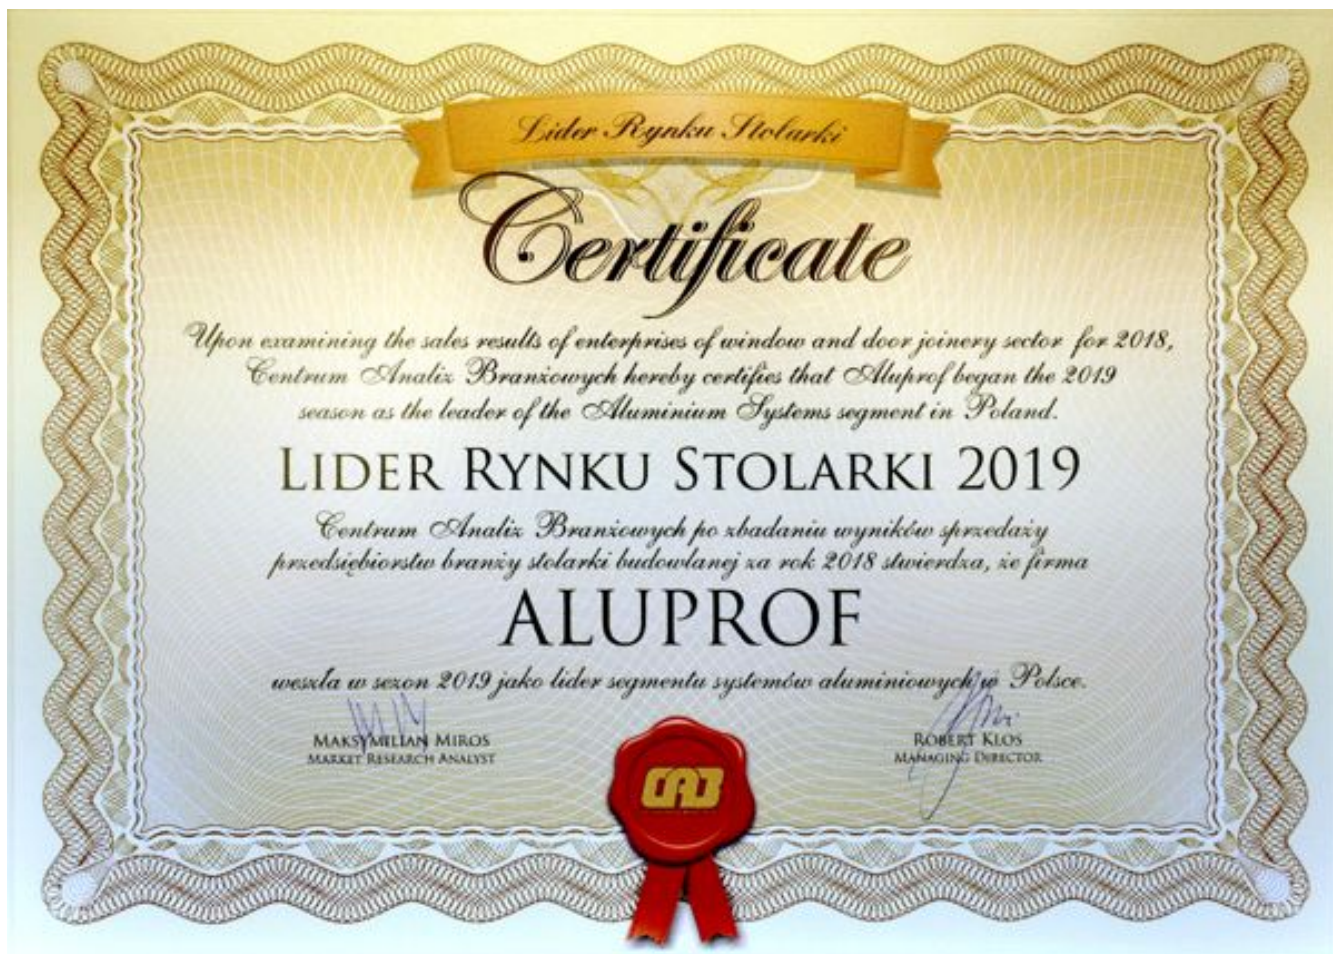 Lider Rynku Stolarki
Certificate
Upon examining the sales results of enterprises of window and door joinery sector for 2018,
Centrum Analiz Branżowych hereby certifies that Aluprof began the 2019
season as the leader of the Aluminium Systems segment in Poland.
LIDER RYNKU STOLARKI 2019
Centrum Analiz Branżowych po zbadaniu wyników sprzedaży
przedsiębiorstw branży stolarki budowlanej za rok 2018 stwierdza, że firma
ALUPROF
weszła w sezon 2019 jako lider segmentu systemów aluminiowych w Polsce.
MAKSYMILIAN MIROS
MARKET RESEARCH ANALYST
ROBERT KLOS
MANAGING DIRECTOR
CAB